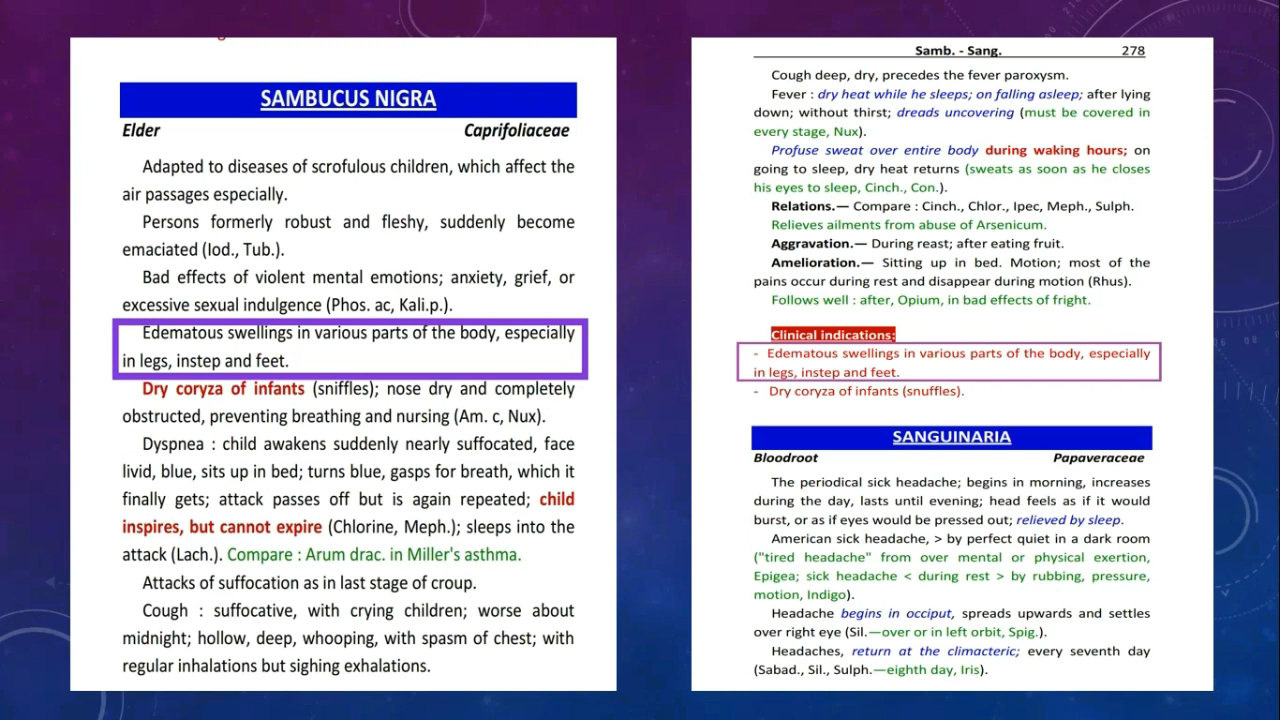 SAMBUCUS NIGRA
Elder Caprifoliaceae
Adapted to diseases of scrofulous children, which affect the
air passages especially.
Persons formerly robust and fleshy, suddenly become
emaciated (Iod., Tub.).
Bad effects of violent mental emotions; anxiety, grief, or
excessive sexual indulgence (Phos. ac, Kali.p.).
Edematous swellings in various parts of the body, especially
in legs, instep and feet.
Dry coryza of infants (sniffles); nose dry and completely
obstructed, preventing breathing and nursing (Am. c, Nux).
Dyspnea : child awakens suddenly nearly suffocated, face
livid, blue, sits up in bed; turns blue, gasps for breath, which it
finally gets; attack passes off but is again repeated; child
inspires, but cannot expire (Chlorine, Meph.); sleeps into the
attack (Lach.). Compare : Arum drac. in Miller's asthma.
Attacks of suffocation as in last stage of croup.
Cough : suffocative, with crying children; worse about
midnight; hollow, deep, whooping, with spasm of chest; with
regular inhalations but sighing exhalations.
Samb. - Sang. 278
Cough deep, dry, precedes the fever paroxysm.
Fever : dry heat while he sleeps; on falling asleep; after lying
down; without thirst; dreads uncovering (must be covered in
every stage, Nux).
Profuse sweat over entire body during waking hours; on
going to sleep, dry heat returns (sweats as soon as he closes
his eyes to sleep, Cinch., Con.).
Relations.— Compare : Cinch., Chlor., Ipec, Meph., Sulph.
Relieves ailments from abuse of Arsenicum.
Aggravation.— During reast; after eating fruit.
Amelioration.— Sitting up in bed. Motion; most of the
pains occur during rest and disappear during motion (Rhus).
Follows well : after, Opium, in bad effects of fright.
Clinical indications:
- Edematous swellings in various parts of the body, especially
in legs, instep and feet.
- Dry coryza of infants (snuffles).
SANGUINARIA
Bloodroot Papaveraceae
The periodical sick headache; begins in morning, increases
during the day, lasts until evening; head feels as if it would
burst, or as if eyes would be pressed out; relieved by sleep.
American sick headache, > by perfect quiet in a dark room
("tired headache" from over mental or physical exertion,
Epigea; sick headache < during rest > by rubbing, pressure,
motion, Indigo).
Headache begins in occiput, spreads upwards and settles
over right eye (Sil.—over or in left orbit, Spig.).
Headaches, return at the climacteric; every seventh day
(Sabad., Sil., Sulph.—eighth day, Iris).